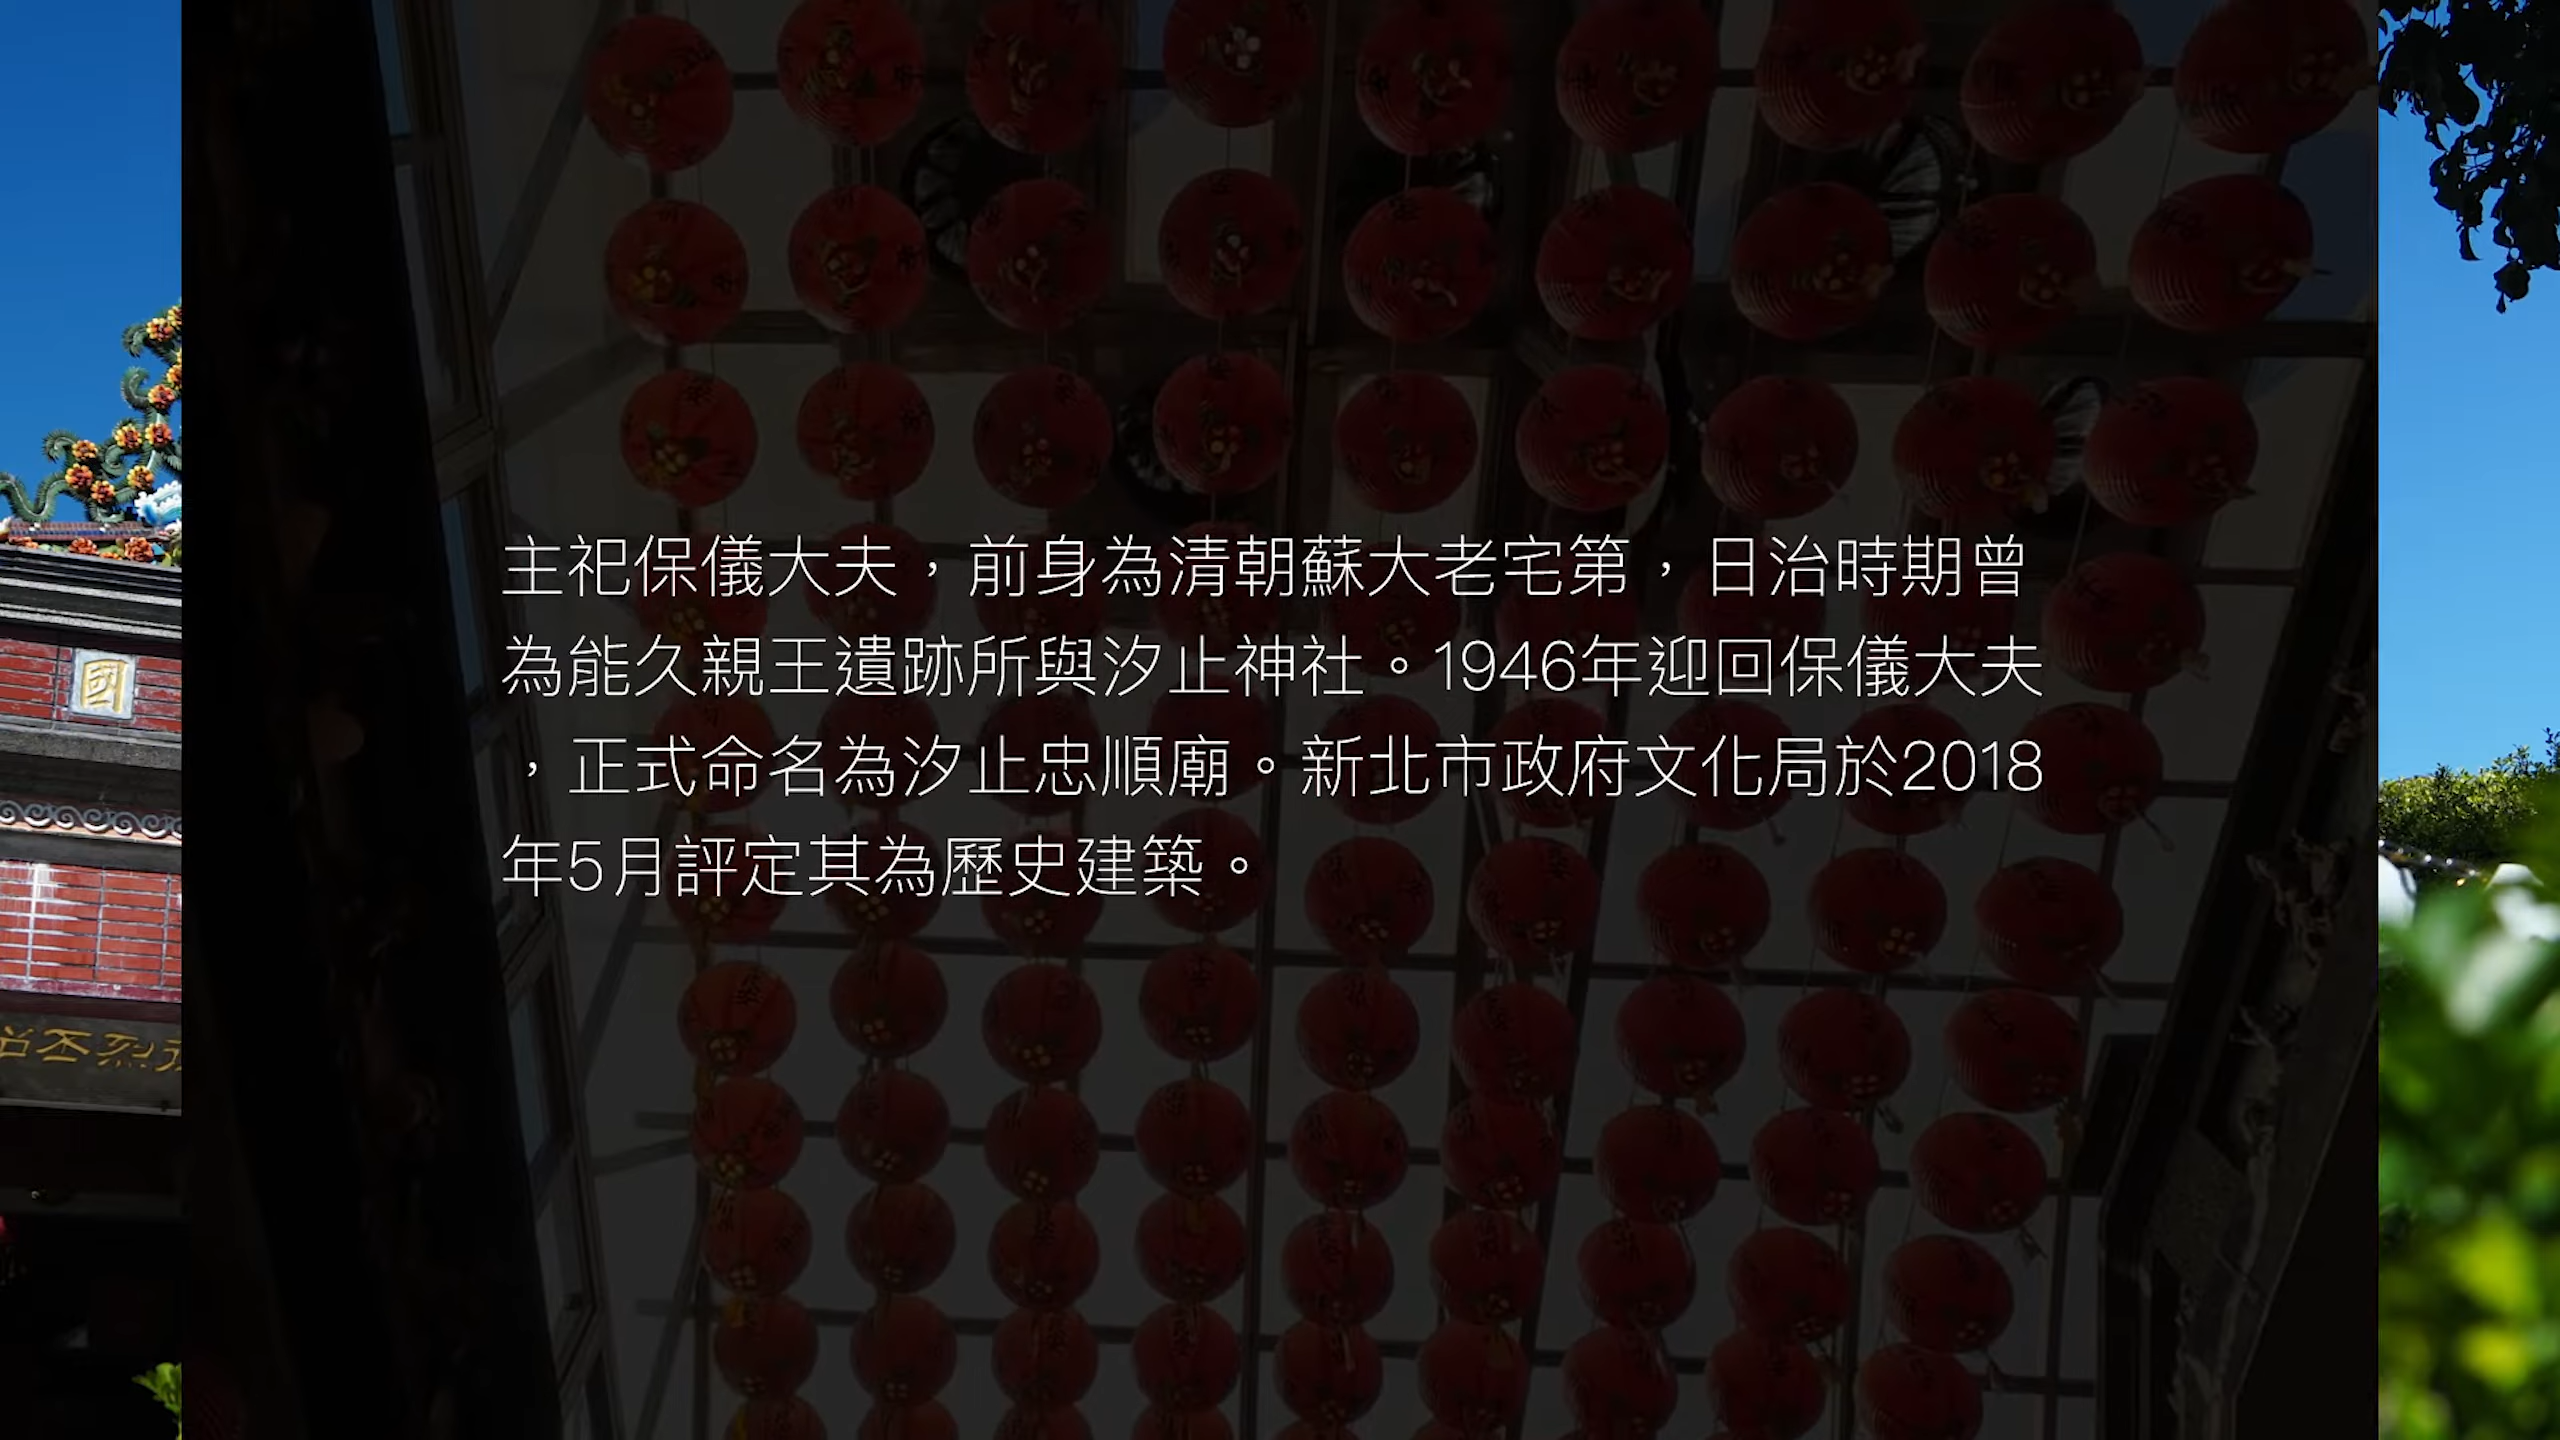 主祀保儀大夫，前身為清朝蘇大老宅第，日治時期曾
為能久親王遺跡所與汐止神社。1946年迎回保儀大夫
，正式命名為汐止忠順廟。新北市政府文化局於2018
年5月評定其為歷史建築。
國